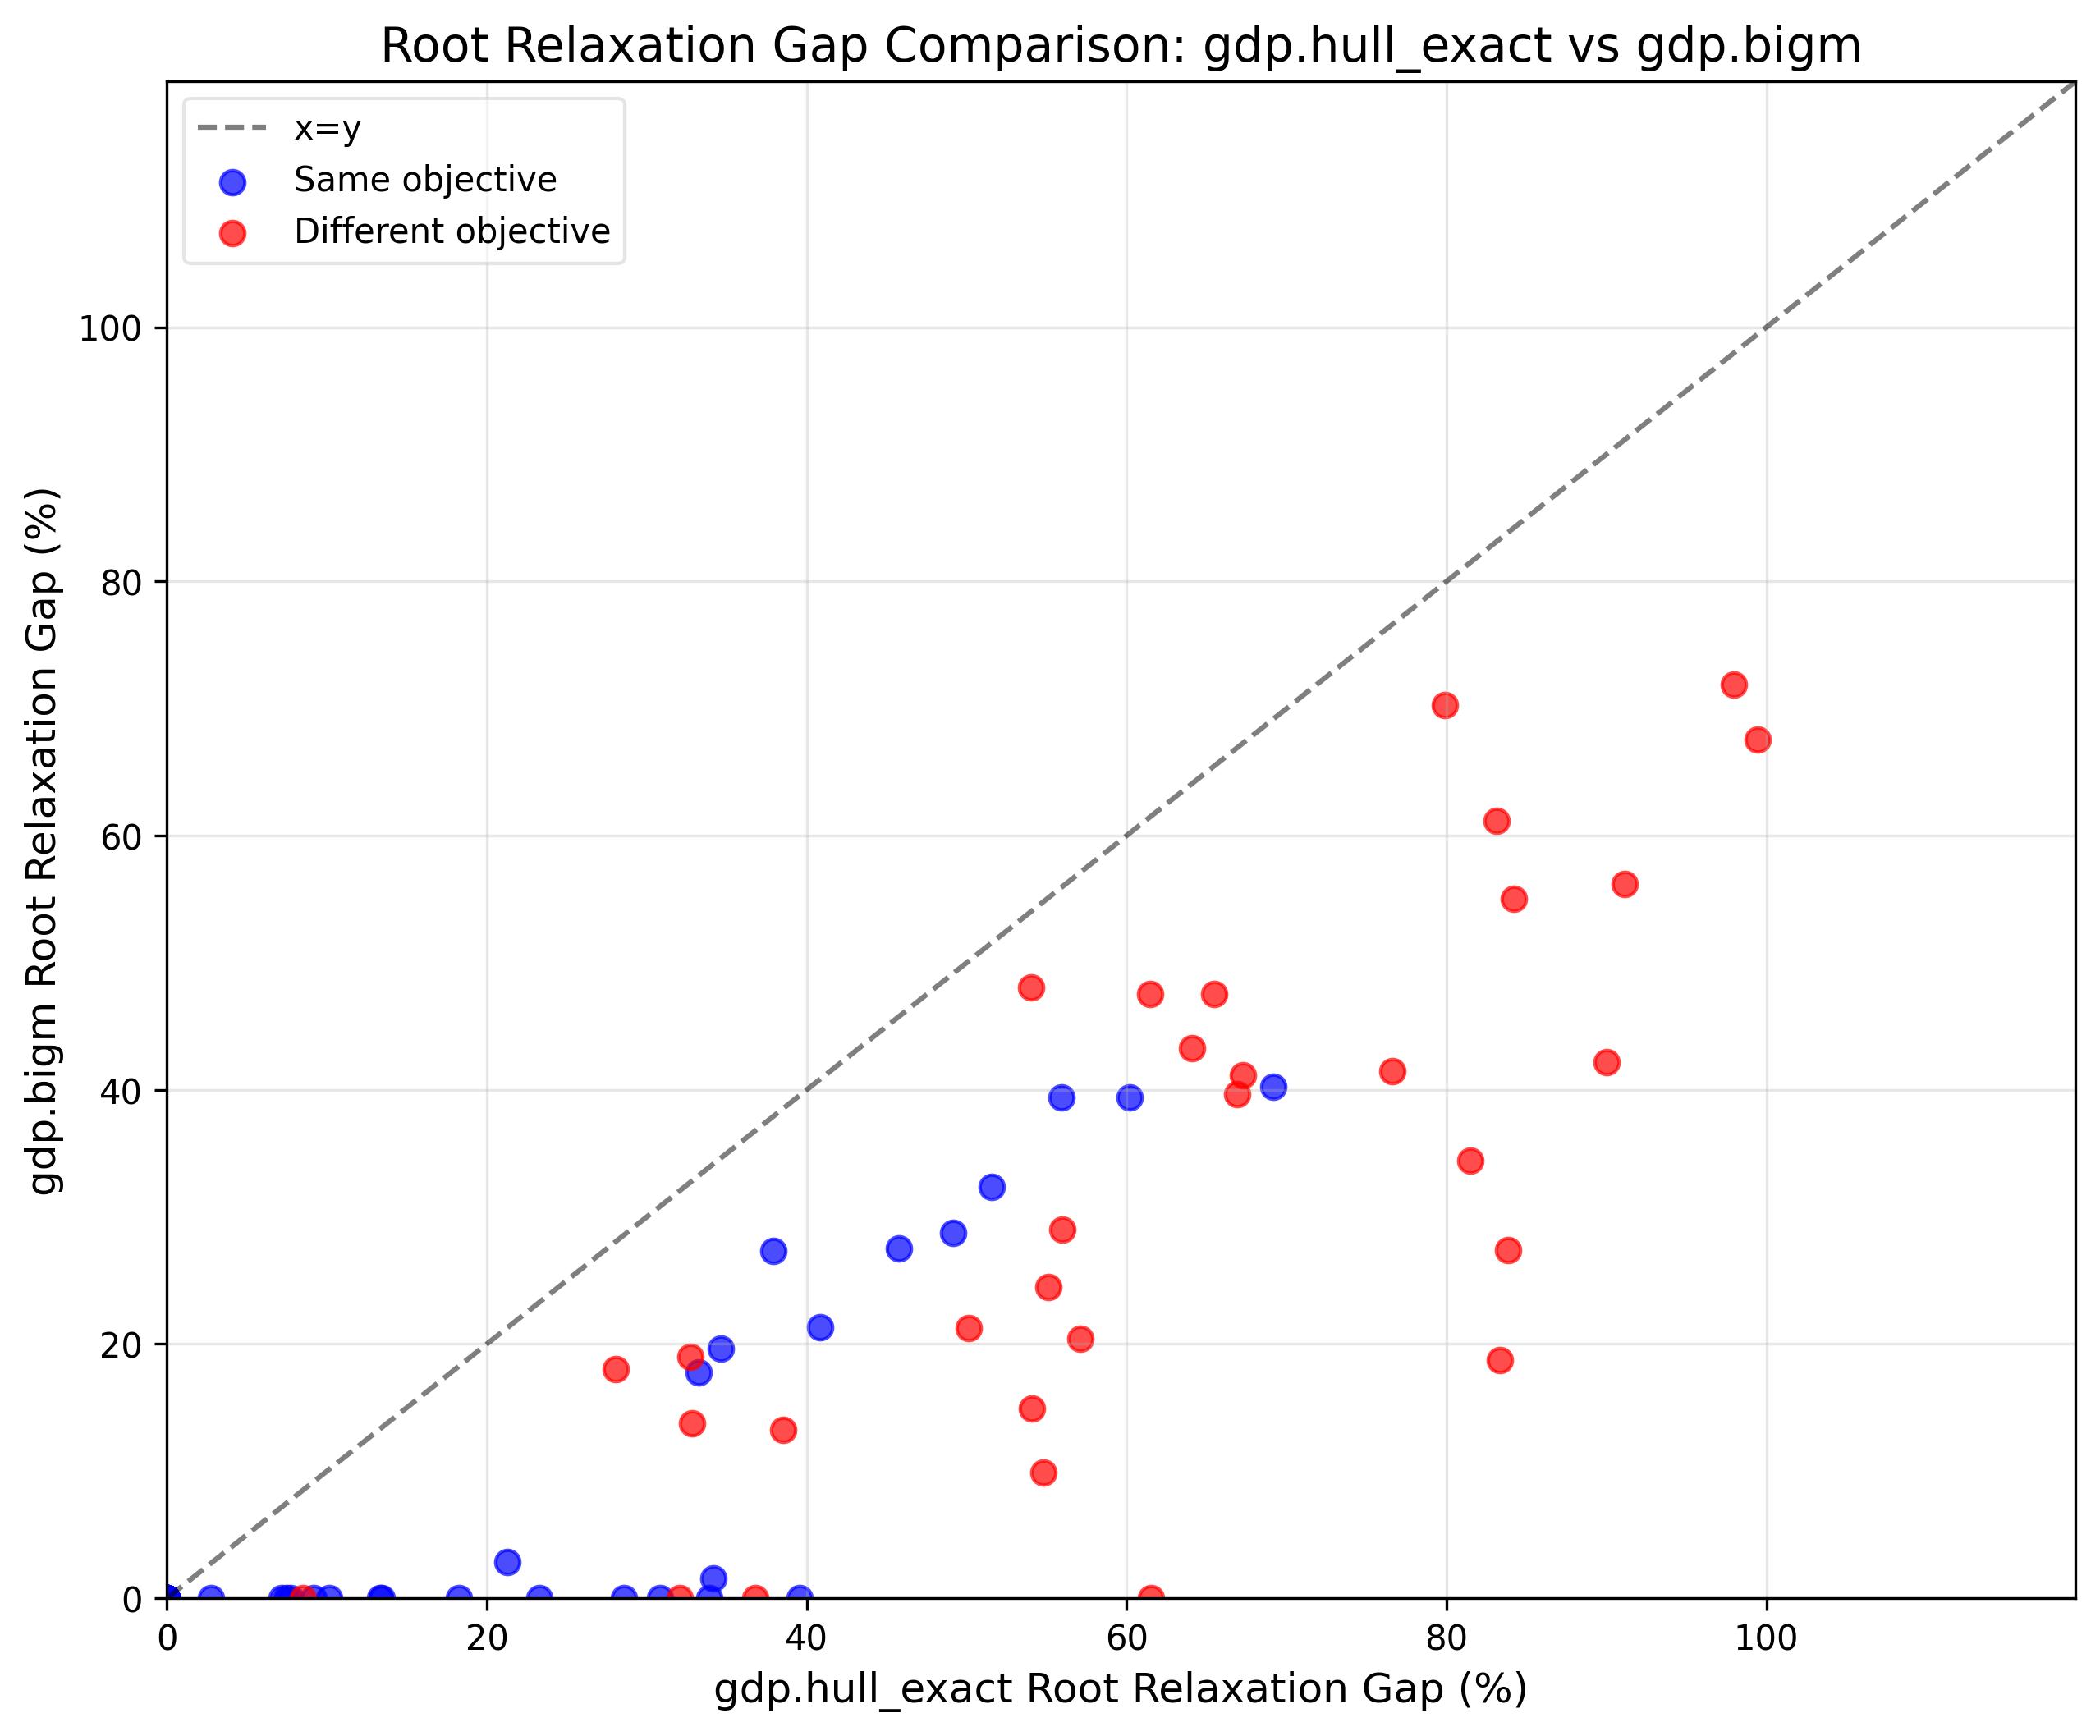 Root Relaxation Gap Comparison: gdp.hull_exact vs gdp.bigm
x=y
Same objective
Different objective
gdp.bigm Root Relaxation Gap (%)
100
80
60
40
20
0
0 20 40 60 80 100
gdp.hull_exact Root Relaxation Gap (%)